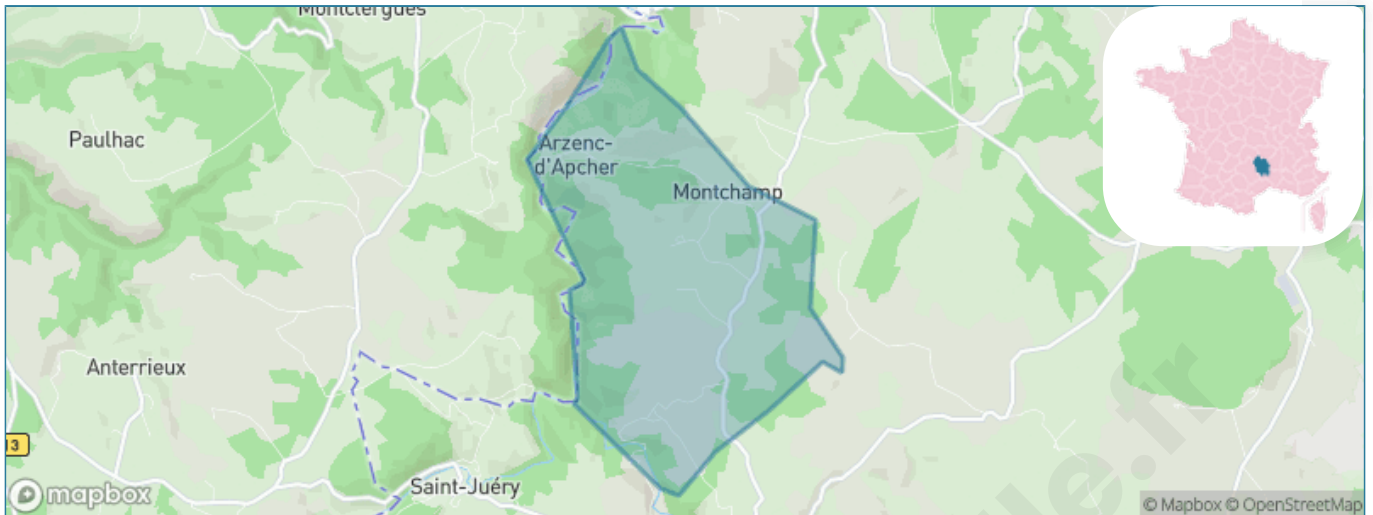 Montclergues
Paulhac
Arzenc-
d'Apcher
Montchamp
Anterrieux
13
Saint-Juéry
mapbox
© Mapbox © OpenStreetMap